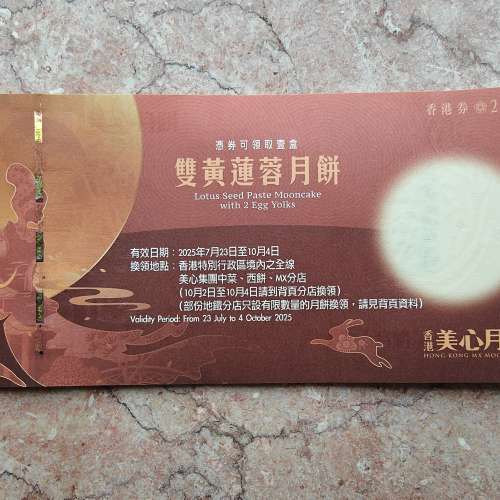 香港券
憑券可領取壹盒
雙黃蓮蓉月餅
Lotus Seed Paste Mooncake
with 2 Egg Yolks
有效日期：2025年7月23日至10月4日
換領地點：香港特別行政區境內之全線
美心集團中菜、西餅、MX分店
(10月2日至10月4日請到背頁分店換領)
(部份地鐵分店只設有限數量的月餅換領，請見背頁資料)
Validity Period: From 23 July to 4 October 2025
香港 美心月
HONG KONG MX MOO